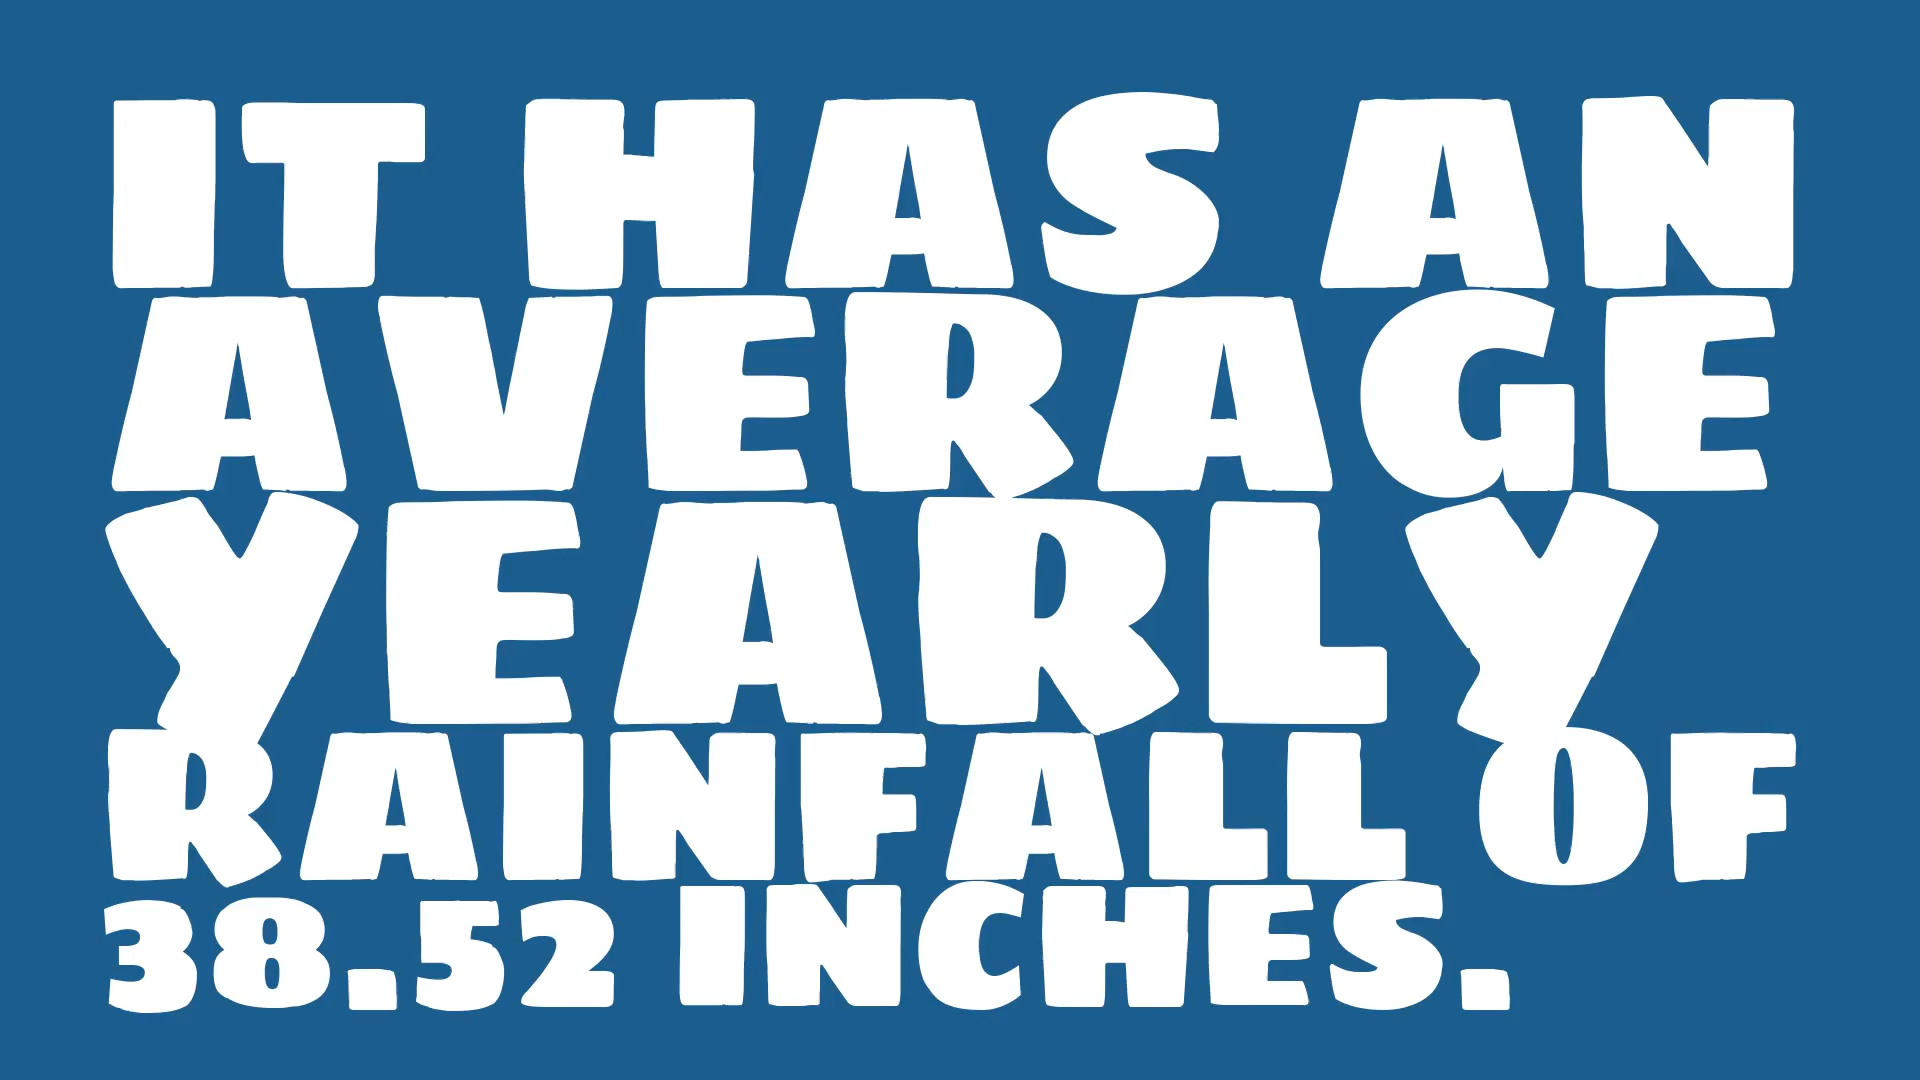 IT HAS AN
AVERAGE
YEARLY
RAINFALL OF
38.52 INCHES.